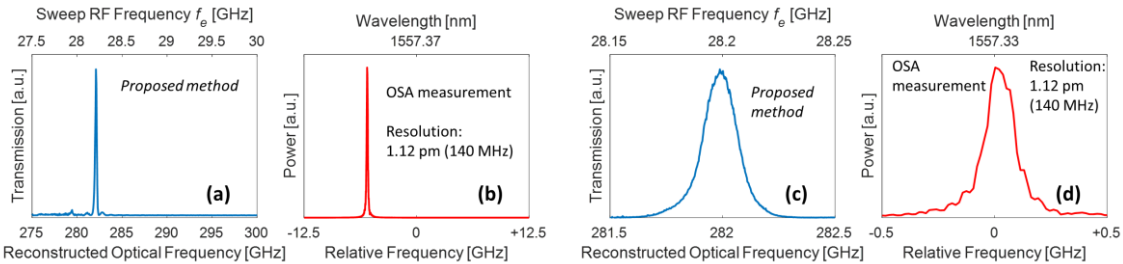 Sweep RF Frequency f_e [GHz]
27.5 28 28.5 29 29.5 30
Transmission [a.u.]
Proposed method
(a)
275 280 285 290 295 300
Reconstructed Optical Frequency [GHz]
Wavelength [nm]
1557.37
Power [a.u.]
OSA measurement
Resolution:
1.12 pm (140 MHz)
(b)
-12.5 0 +12.5
Relative Frequency [GHz]
Sweep RF Frequency f_e [GHz]
28.15 28.2 28.25
Transmission [a.u.]
Proposed
method
(c)
281.5 282 282.5
Reconstructed Optical Frequency [GHz]
Wavelength [nm]
1557.33
Power [a.u.]
OSA
measurement
Resolution:
1.12 pm
(140 MHz)
(d)
-0.5 0 +0.5
Relative Frequency [GHz]